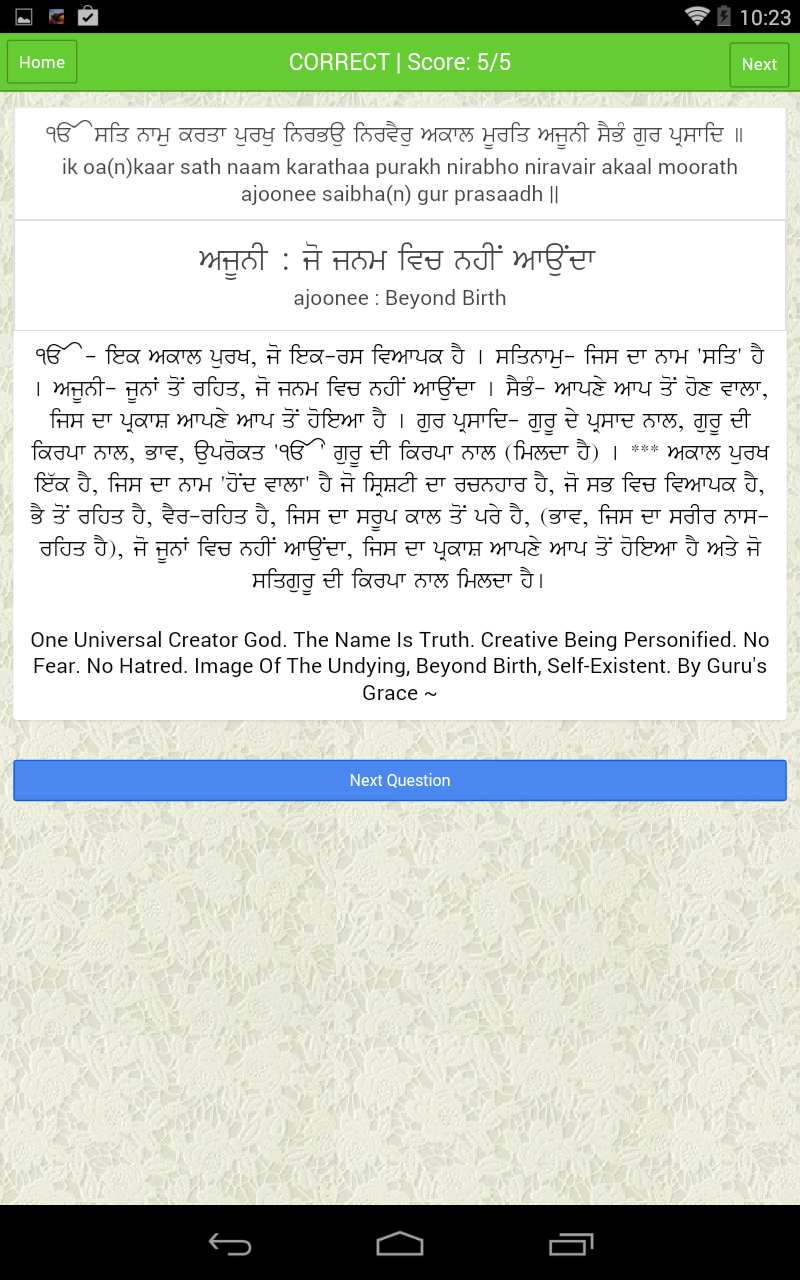 10:23
Home
CORRECT | Score: 5/5
Next
ੴ ਸਤਿ ਨਾਮੁ ਕਰਤਾ ਪੁਰਖੁ ਨਿਰਭਉ ਨਿਰਵੈਰੁ ਅਕਾਲ ਮੂਰਤਿ ਅਜੂਨੀ ਸੈਭੰ ਗੁਰ ਪ੍ਰਸਾਦਿ ॥
ik oa(n)kaar sath naam karathaa purakh nirabho niravair akaal moorath
ajoonee saibha(n) gur prasaadh ||
ਅਜੂਨੀ : ਜੋ ਜਨਮ ਵਿਚ ਨਹੀਂ ਆਉਂਦਾ
ajoonee : Beyond Birth
ੴ - ਇਕ ਅਕਾਲ ਪੁਰਖ, ਜੋ ਇਕ-ਰਸ ਵਿਆਪਕ ਹੈ । ਸਤਿਨਾਮੁ- ਜਿਸ ਦਾ ਨਾਮ 'ਸਤਿ' ਹੈ
। ਅਜੂਨੀ- ਜੂਨਾਂ ਤੋਂ ਰਹਿਤ, ਜੋ ਜਨਮ ਵਿਚ ਨਹੀਂ ਆਉਂਦਾ । ਸੈਭੰ- ਆਪਣੇ ਆਪ ਤੋਂ ਹੋਣ ਵਾਲਾ,
ਜਿਸ ਦਾ ਪ੍ਰਕਾਸ਼ ਆਪਣੇ ਆਪ ਤੋਂ ਹੋਇਆ ਹੈ । ਗੁਰ ਪ੍ਰਸਾਦਿ- ਗੁਰੂ ਦੇ ਪ੍ਰਸਾਦ ਨਾਲ, ਗੁਰੂ ਦੀ
ਕਿਰਪਾ ਨਾਲ, ਭਾਵ, ਉਪਰੋਕਤ 'ੴ' ਗੁਰੂ ਦੀ ਕਿਰਪਾ ਨਾਲ (ਮਿਲਦਾ ਹੈ) । *** ਅਕਾਲ ਪੁਰਖ
ਇੱਕ ਹੈ, ਜਿਸ ਦਾ ਨਾਮ 'ਹੋਂਦ ਵਾਲਾ' ਹੈ ਜੋ ਸ੍ਰਿਸ਼ਟੀ ਦਾ ਰਚਨਹਾਰ ਹੈ, ਜੋ ਸਭ ਵਿਚ ਵਿਆਪਕ ਹੈ,
ਭੈ ਤੋਂ ਰਹਿਤ ਹੈ, ਵੈਰ-ਰਹਿਤ ਹੈ, ਜਿਸ ਦਾ ਸਰੂਪ ਕਾਲ ਤੋਂ ਪਰੇ ਹੈ, (ਭਾਵ, ਜਿਸ ਦਾ ਸਰੀਰ ਨਾਸ-
ਰਹਿਤ ਹੈ), ਜੋ ਜੂਨਾਂ ਵਿਚ ਨਹੀਂ ਆਉਂਦਾ, ਜਿਸ ਦਾ ਪ੍ਰਕਾਸ਼ ਆਪਣੇ ਆਪ ਤੋਂ ਹੋਇਆ ਹੈ ਅਤੇ ਜੋ
ਸਤਿਗੁਰੂ ਦੀ ਕਿਰਪਾ ਨਾਲ ਮਿਲਦਾ ਹੈ।
One Universal Creator God. The Name Is Truth. Creative Being Personified. No
Fear. No Hatred. Image Of The Undying, Beyond Birth, Self-Existent. By Guru's
Grace ~
Next Question